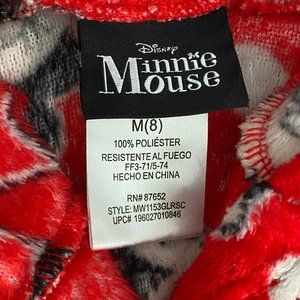 Disney
Minnie
Mouse
M(8)
100% POLIÉSTER
RESISTENTE AL FUEGO
FF3-71/5-74
HECHO EN CHINA
RN# 87652
STYLE: MW1153GLRSC
UPC# 196027010846